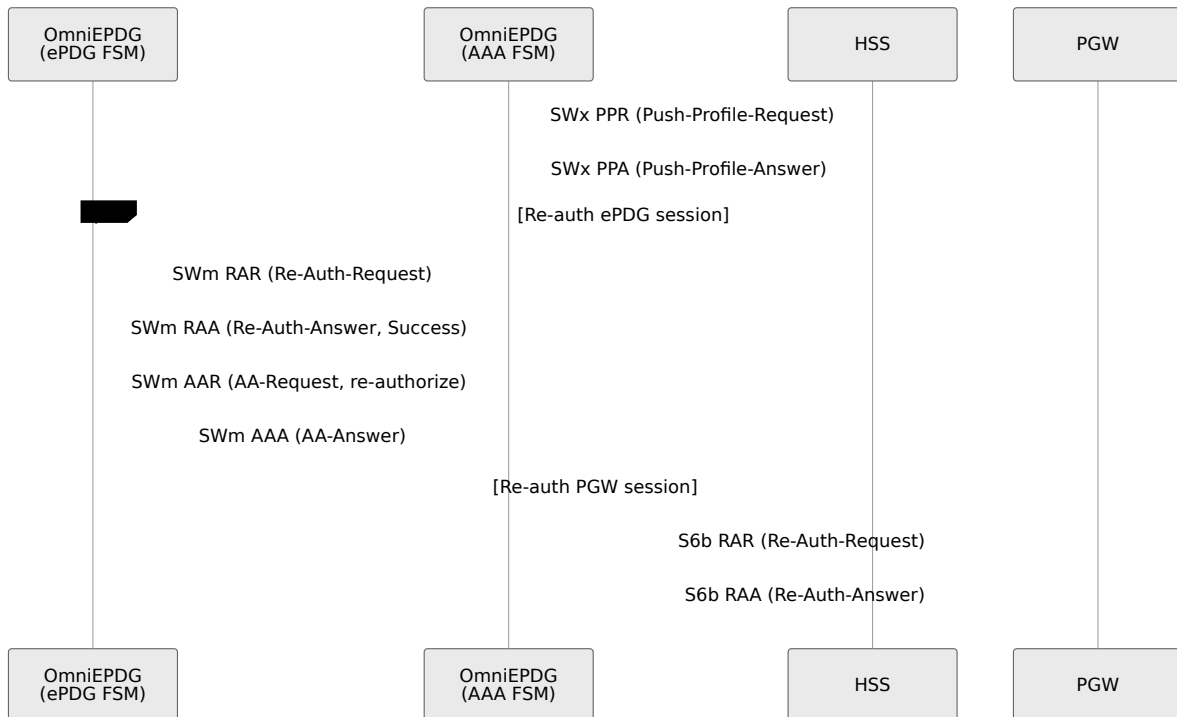 OmniEPDG
(ePDG FSM)
OmniEPDG
(AAA FSM)
HSS
PGW
SWx PPR (Push-Profile-Request)
SWx PPA (Push-Profile-Answer)
[Re-auth ePDG session]
SWm RAR (Re-Auth-Request)
SWm RAA (Re-Auth-Answer, Success)
SWm AAR (AA-Request, re-authorize)
SWm AAA (AA-Answer)
[Re-auth PGW session]
S6b RAR (Re-Auth-Request)
S6b RAA (Re-Auth-Answer)
OmniEPDG
(ePDG FSM)
OmniEPDG
(AAA FSM)
HSS
PGW